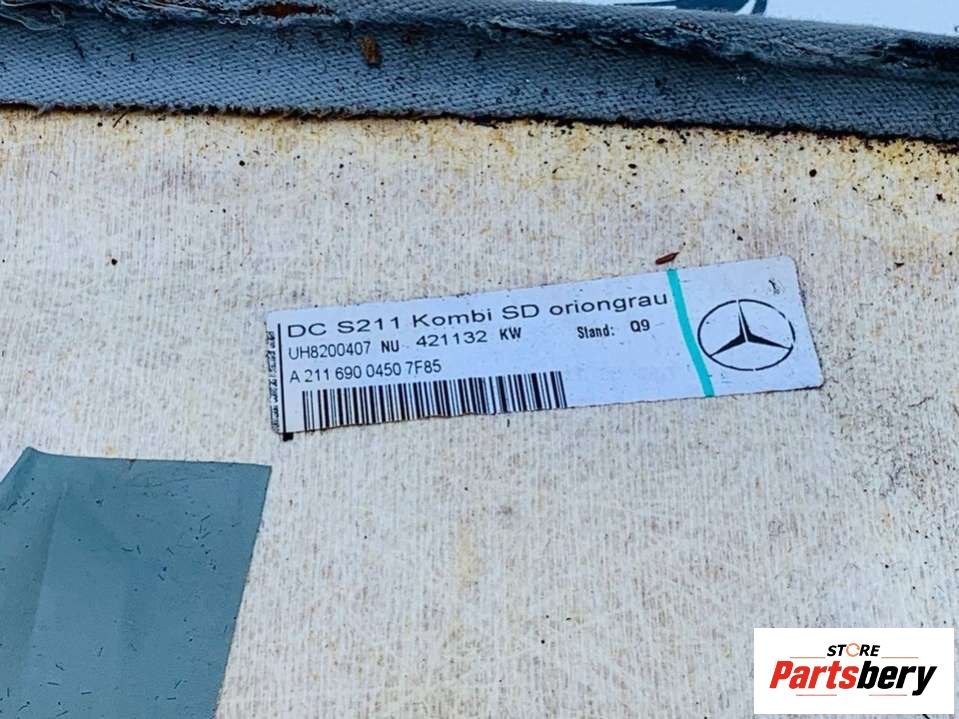 DC S211 Kombi SD oriongrau
UH8200407 NU 421132 KW Stand: Q9
A 211 690 0450 7F85
STORE
Partsbery